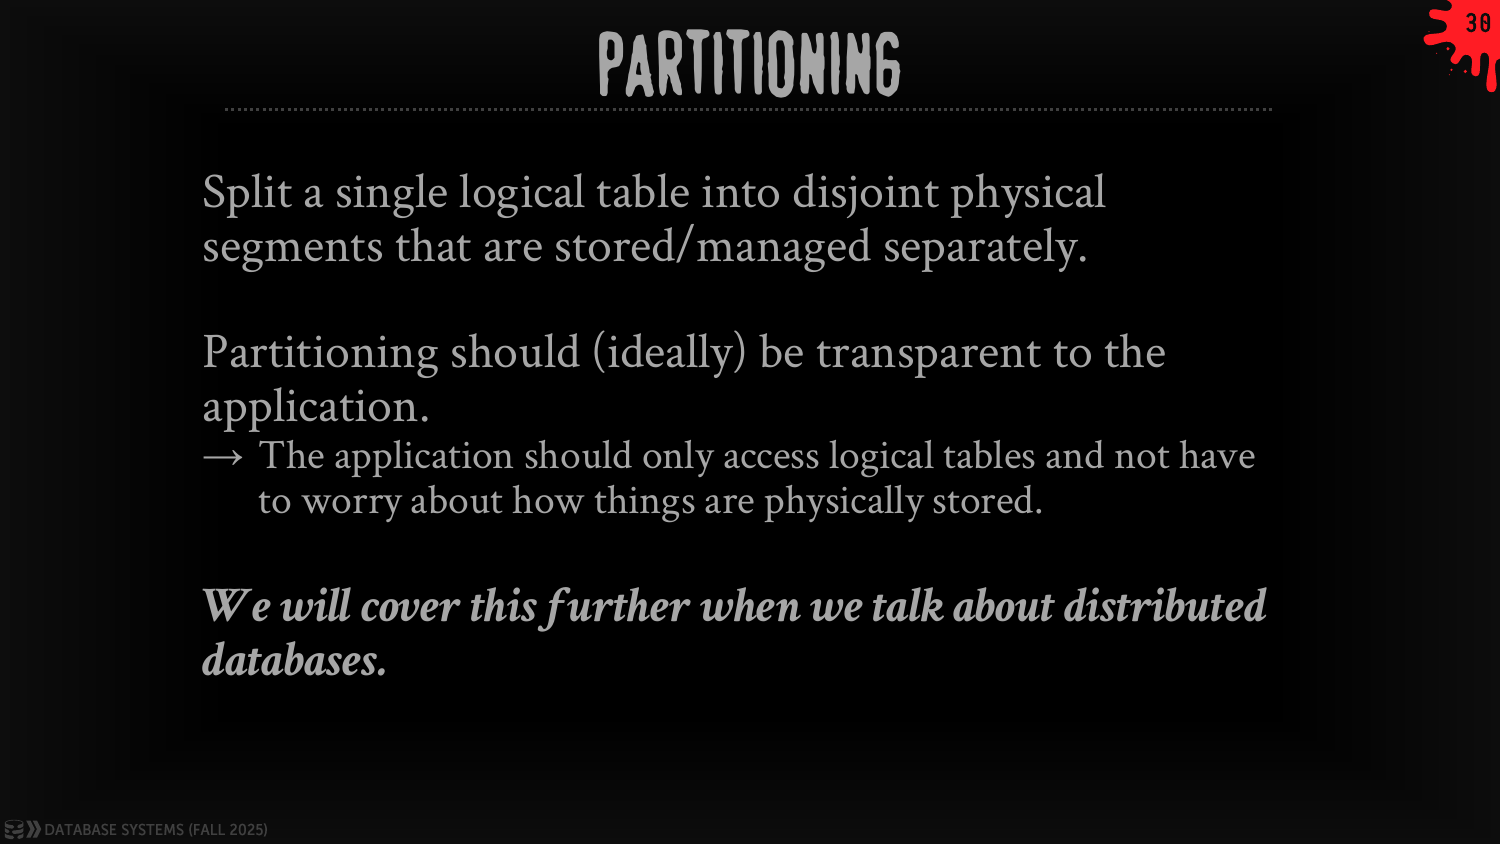 PARTITIONING
30
Split a single logical table into disjoint physical
segments that are stored/managed separately.
Partitioning should (ideally) be transparent to the
application.
→ The application should only access logical tables and not have
to worry about how things are physically stored.
We will cover this further when we talk about distributed
databases.
DATABASE SYSTEMS (FALL 2025)